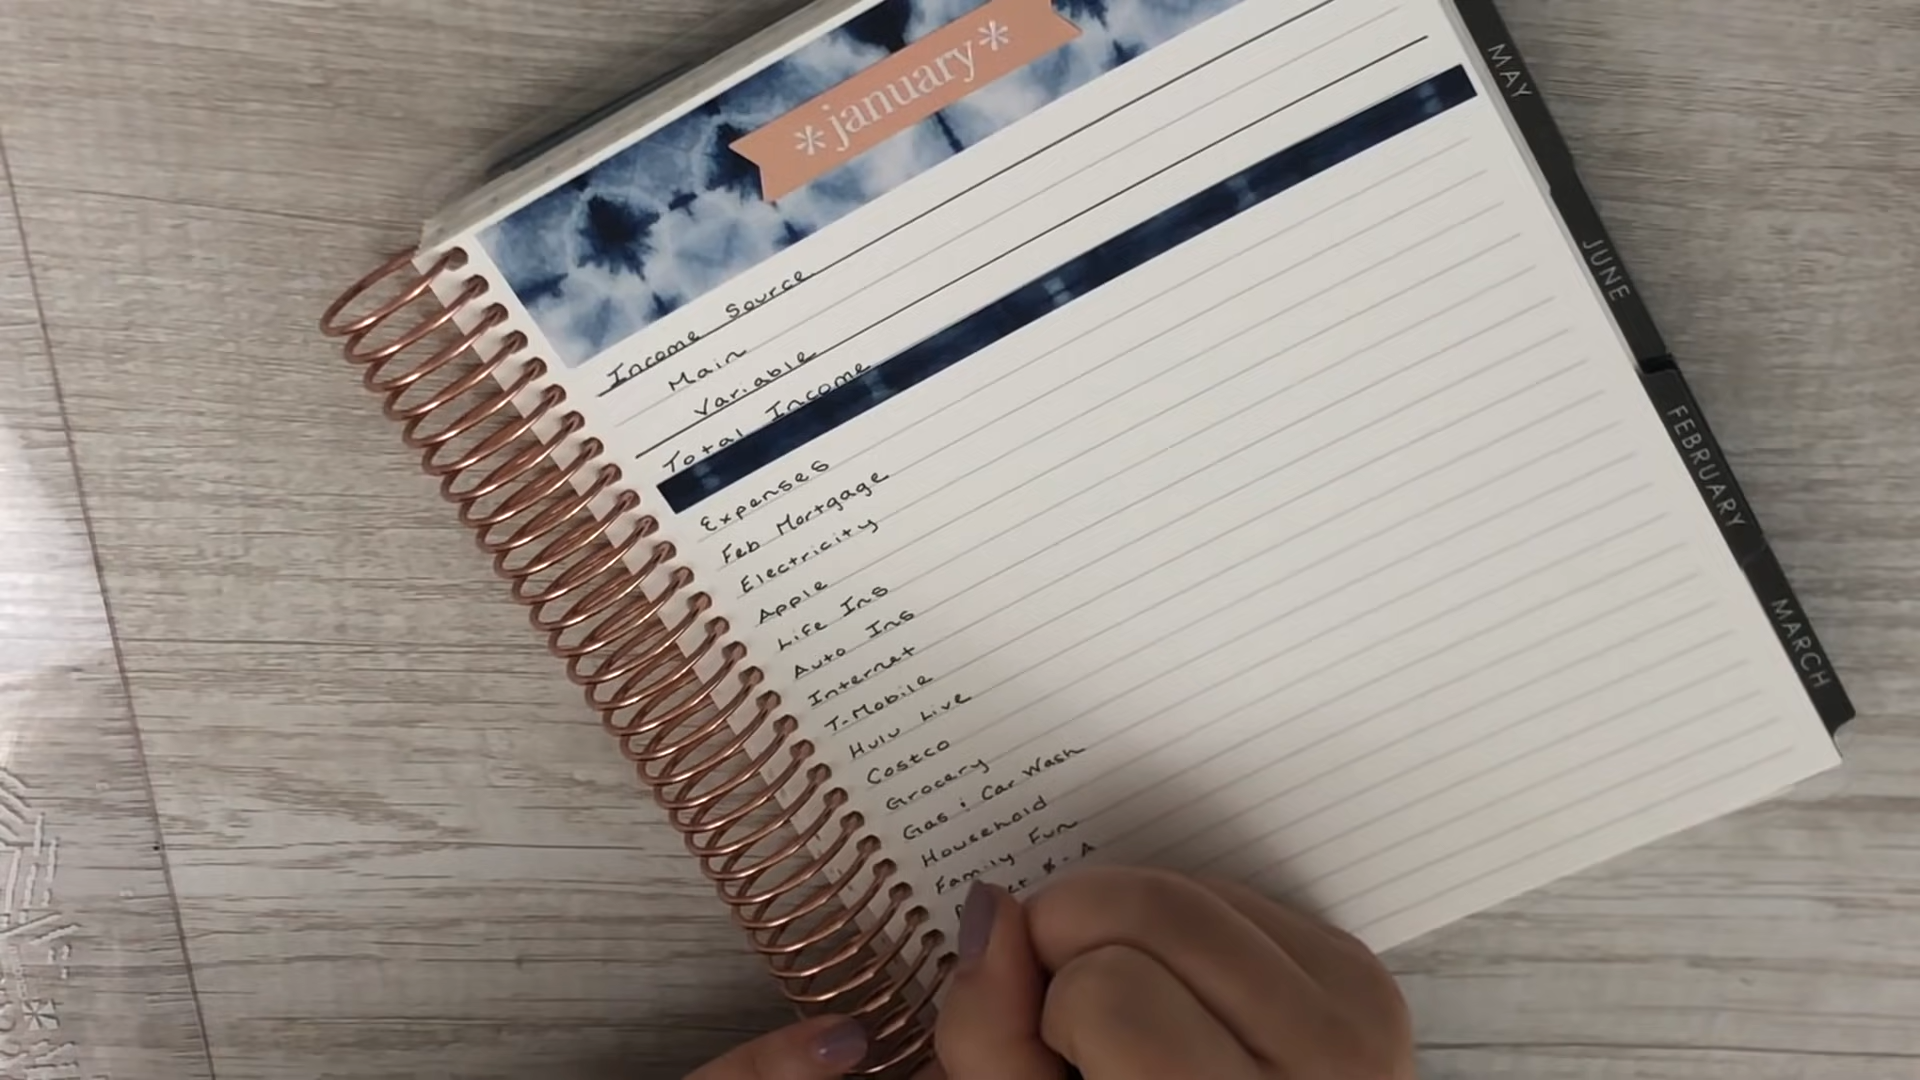 *january*
Income Source
Main
Variable
Total Income
Expenses
Feb Mortgage
Electricity
Apple
Life Ins
Auto Ins
Internet
T-Mobile
Hulu Live
Costco
Grocery
Gas & Car Wash
Household
Family Fun
MAY
JUNE
FEBRUARY
MARCH